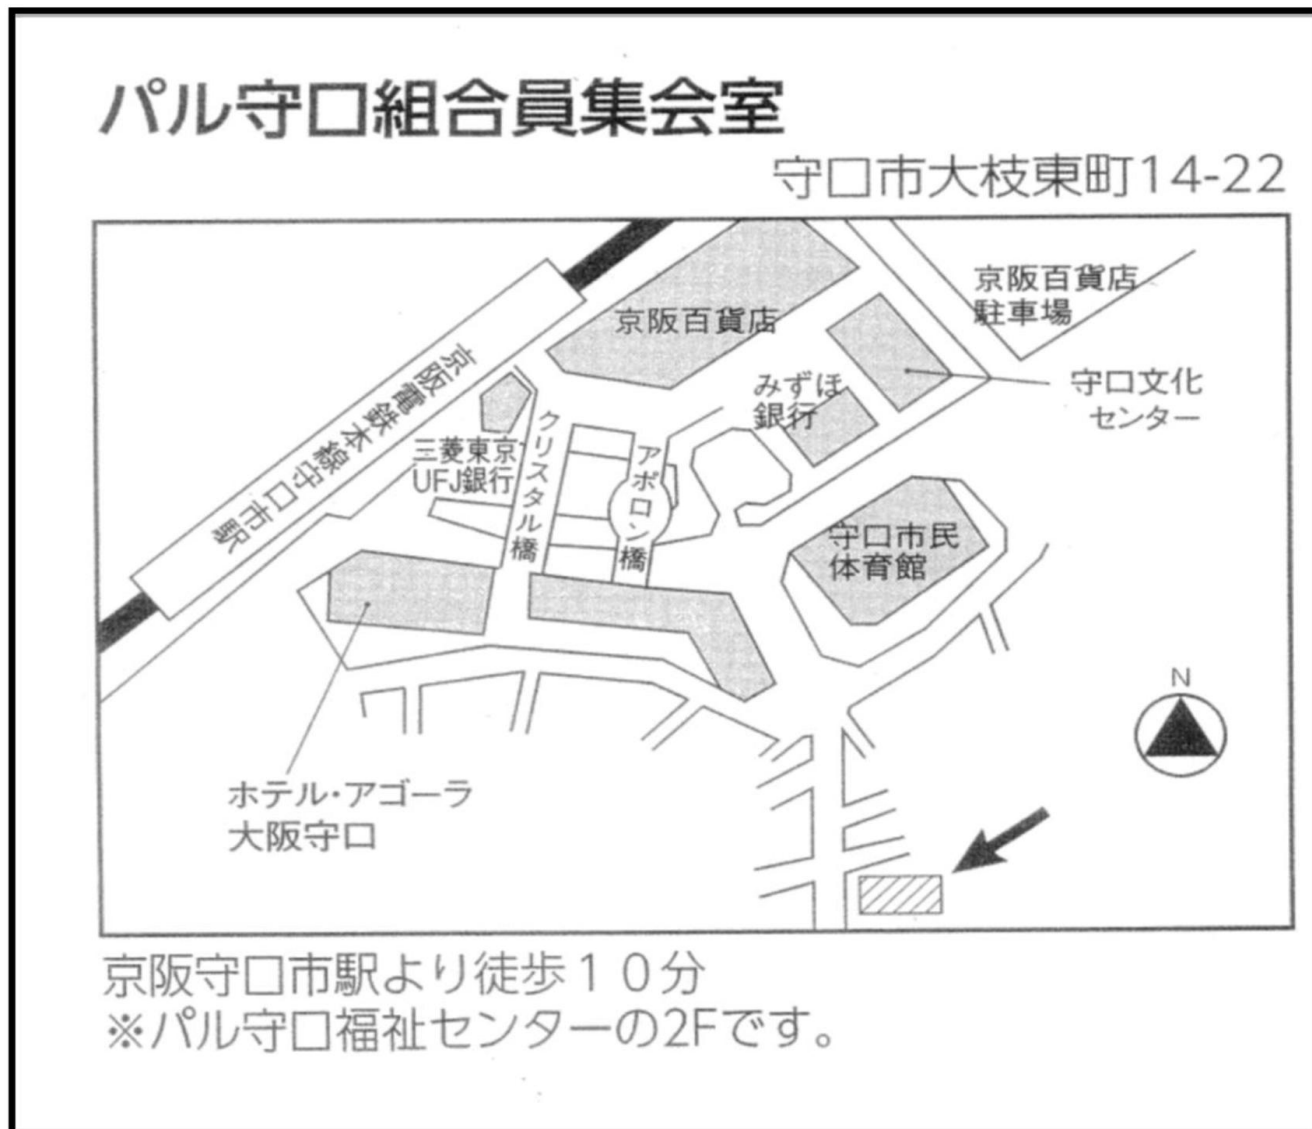 パル守口組合員集会室
守口市大枝東町14-22
京阪百貨店
京阪百貨店
駐車場
京阪電鉄本線守口市駅
みずほ
銀行
守口文化
センター
三菱東京
UFJ銀行
クリスタル橋
アポロン橋
守口市民
体育館
N
ホテル・アゴーラ
大阪守口
京阪守口市駅より徒歩10分
※パル守口福祉センターの2Fです。